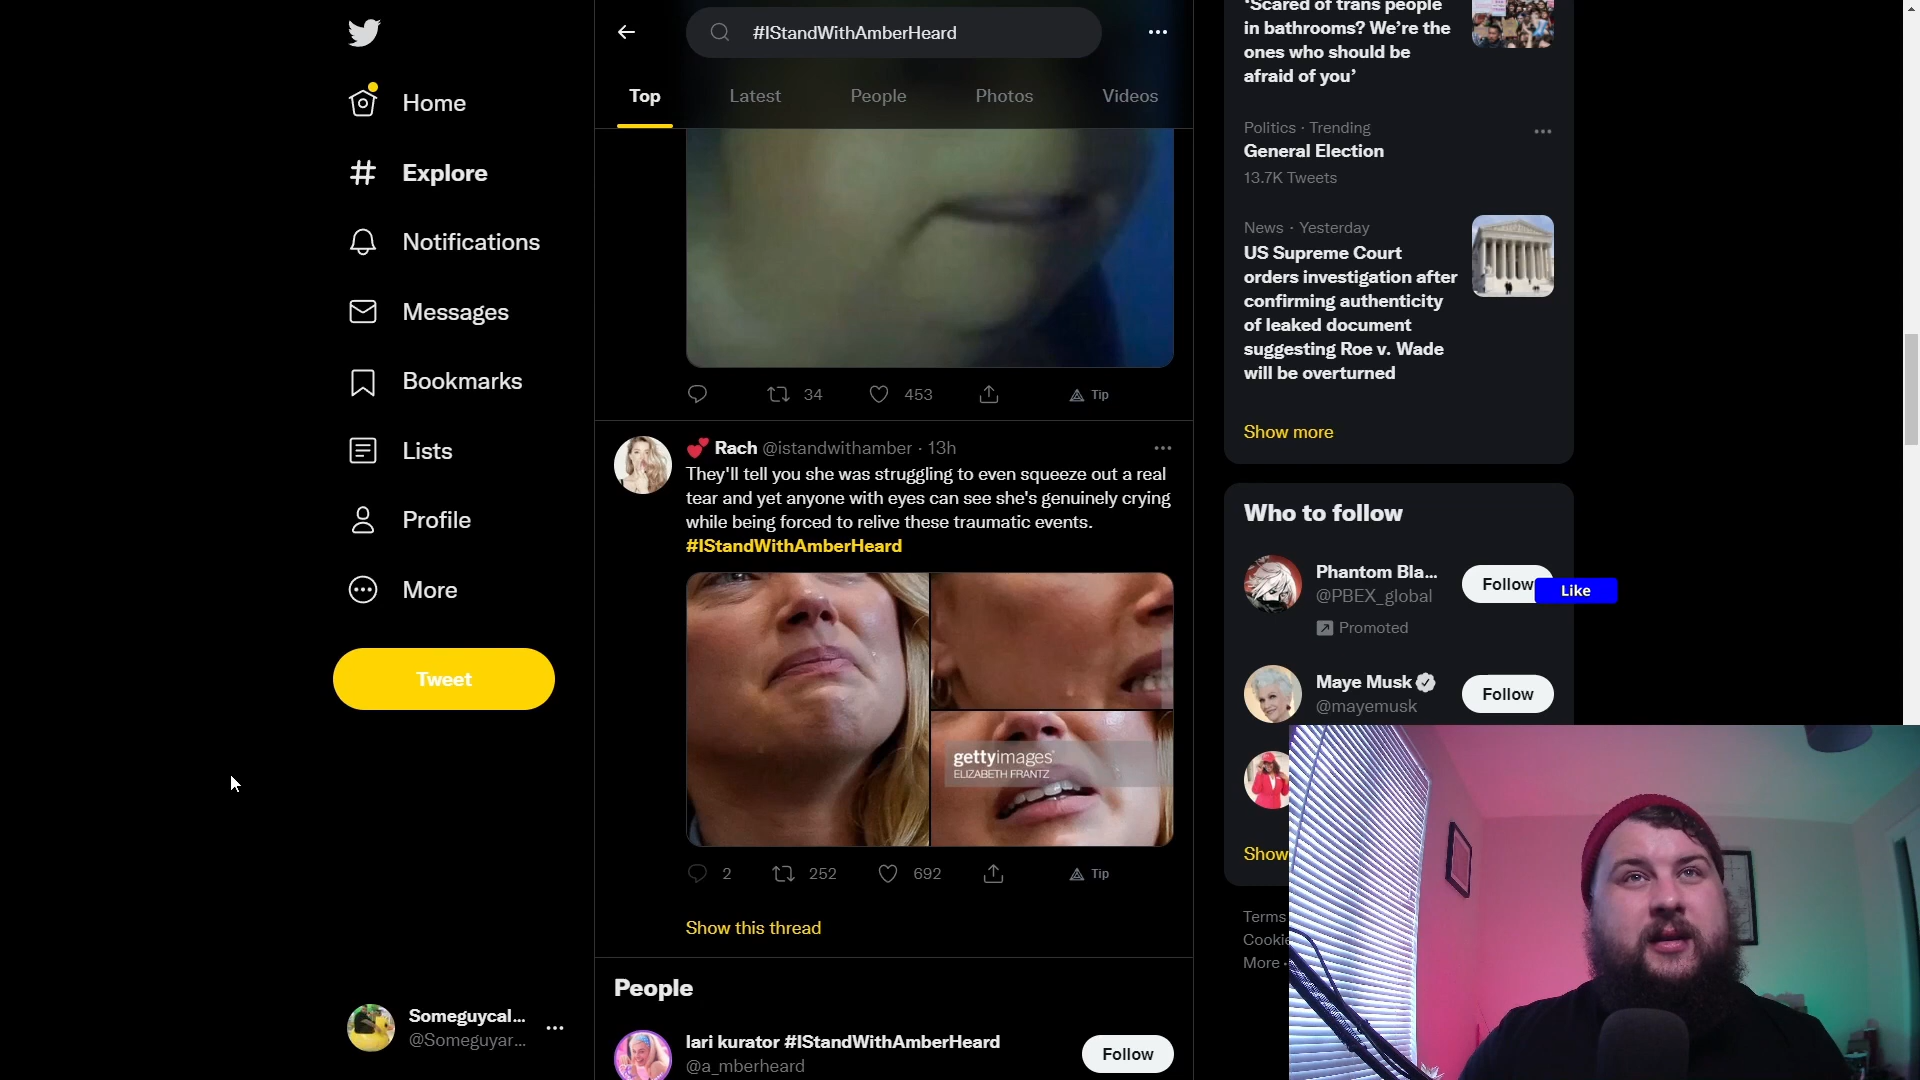 Home
Explore
Notifications
Messages
Bookmarks
Lists
Profile
More
Tweet
Someguycal...
@Someguyar...
#IStandWithAmberHeard
Top
Latest
People
Photos
Videos
34
453
Tip
💕 Rach @istandwithamber · 13h
They'll tell you she was struggling to even squeeze out a real
tear and yet anyone with eyes can see she's genuinely crying
while being forced to relive these traumatic events.
#IStandWithAmberHeard
gettyimages®
ELIZABETH FRANTZ
2
252
692
Tip
Show this thread
People
lari kurator #IStandWithAmberHeard
@a_mberheard
Follow
'Scared of trans people
in bathrooms? We're the
ones who should be
afraid of you'
Politics · Trending
General Election
13.7K Tweets
News · Yesterday
US Supreme Court
orders investigation after
confirming authenticity
of leaked document
suggesting Roe v. Wade
will be overturned
Show more
Who to follow
Phantom Bla...
@PBEX_global
Follow
Like
Promoted
Maye Musk
@mayemusk
Follow
Show
Terms
Cookie
More ·